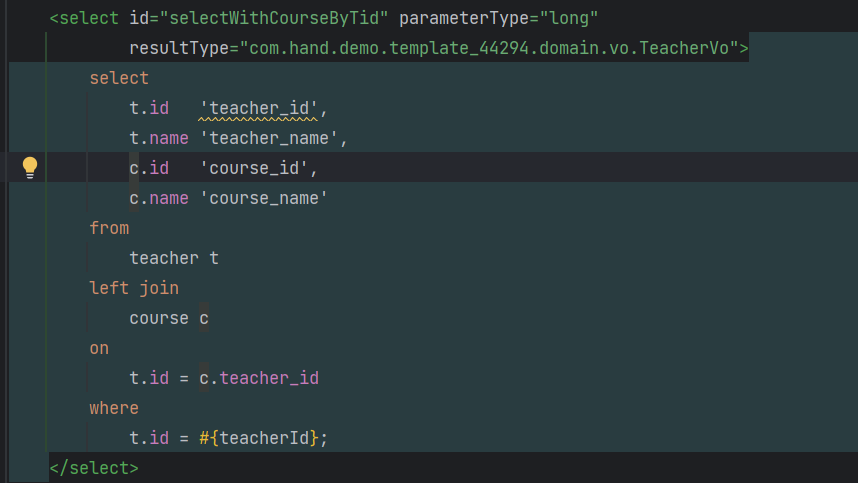 <select id="selectWithCourseByTid" parameterType="long"
resultType="com.hand.demo.template_44294.domain.vo.TeacherVo">
select
t.id   'teacher_id',
t.name 'teacher_name',
c.id   'course_id',
c.name 'course_name'
from
teacher t
left join
course c
on
t.id = c.teacher_id
where
t.id = #{teacherId};
</select>